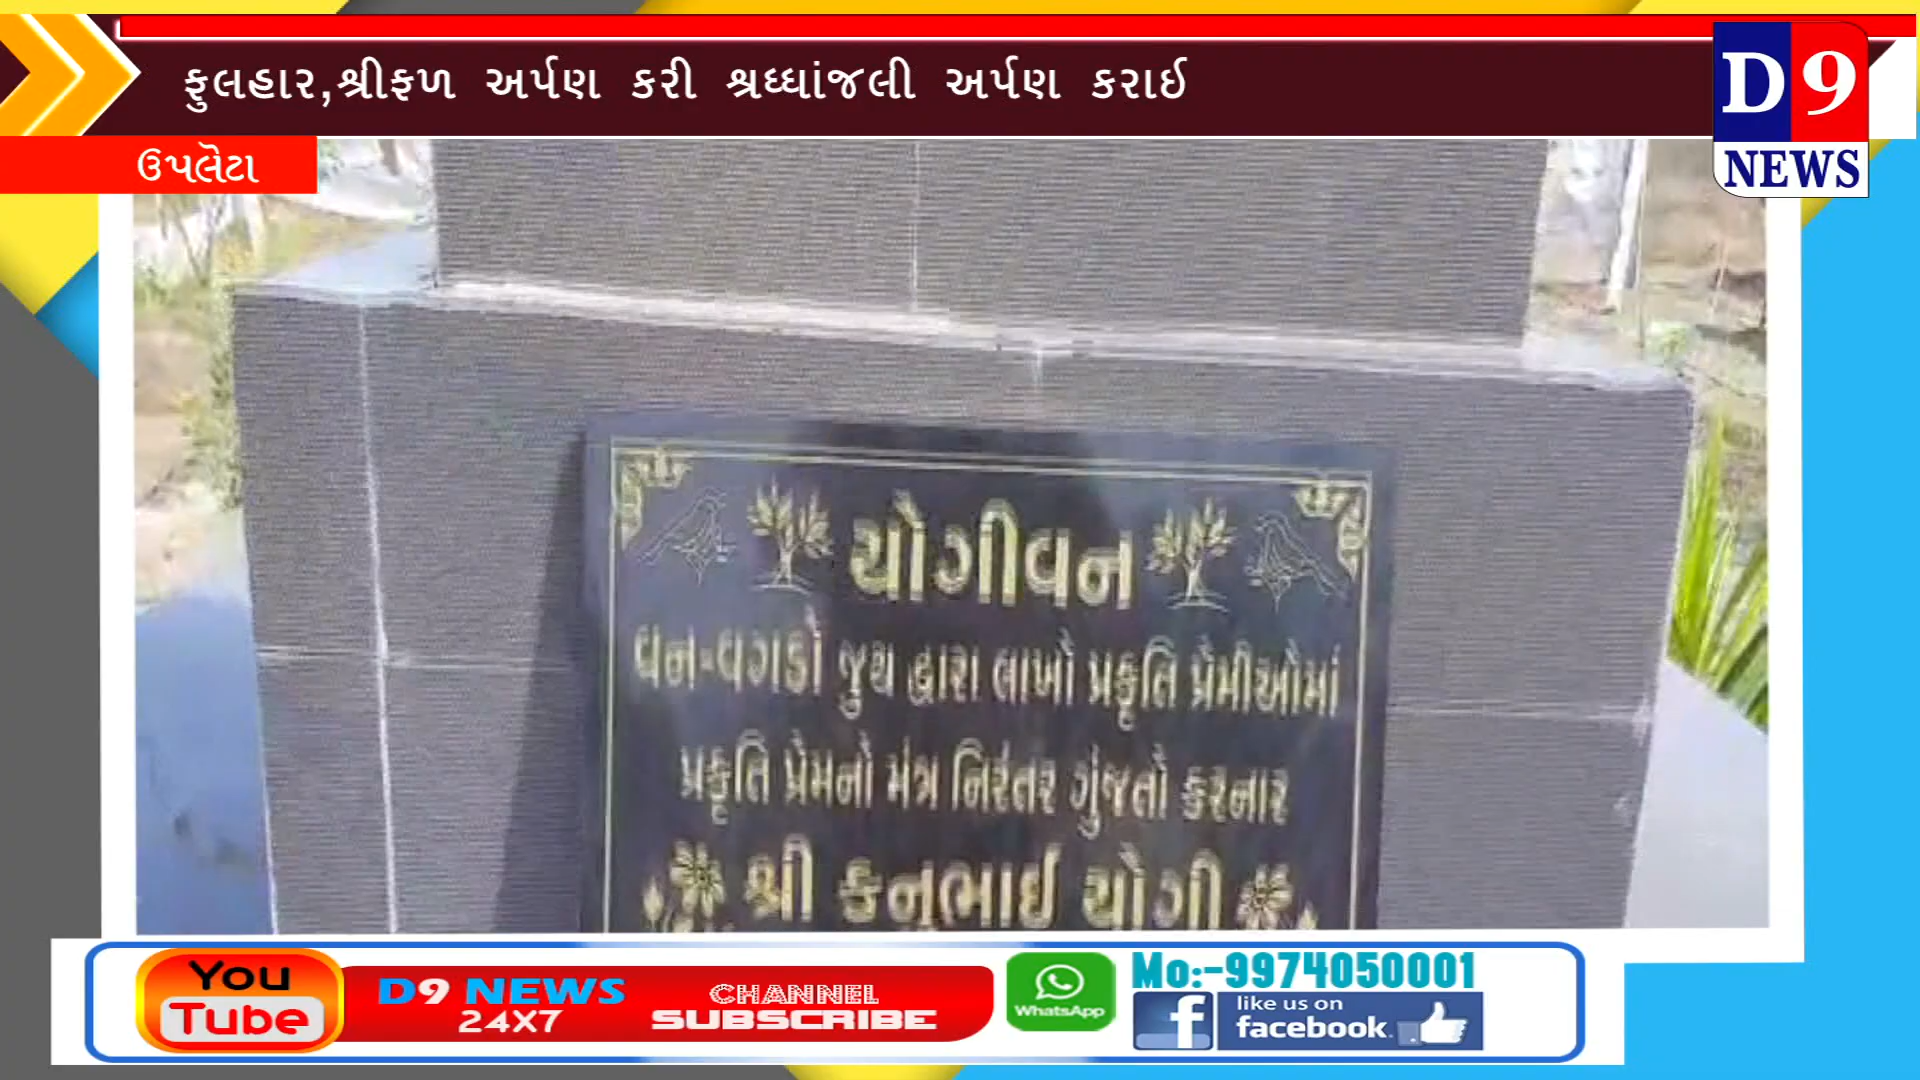 ફુલહાર,શ્રીફળ અર્પણ કરી શ્રધ્ધાંજલી અર્પણ કરાઈ
D9
NEWS
ઉપલેટા
યોગીવન
વન-વગડો જુથ દ્વારા લાખો પ્રકૃતિ પ્રેમીઓમાં
પ્રકૃતિ પ્રેમનો મંત્ર નિરંતર ગુંજતો કરનાર
શ્રી કનુભાઈ યોગી
You
Tube
D9 NEWS
24X7
CHANNEL
SUBSCRIBE
WhatsApp
Mo:-9974050001
f
like us on
facebook.